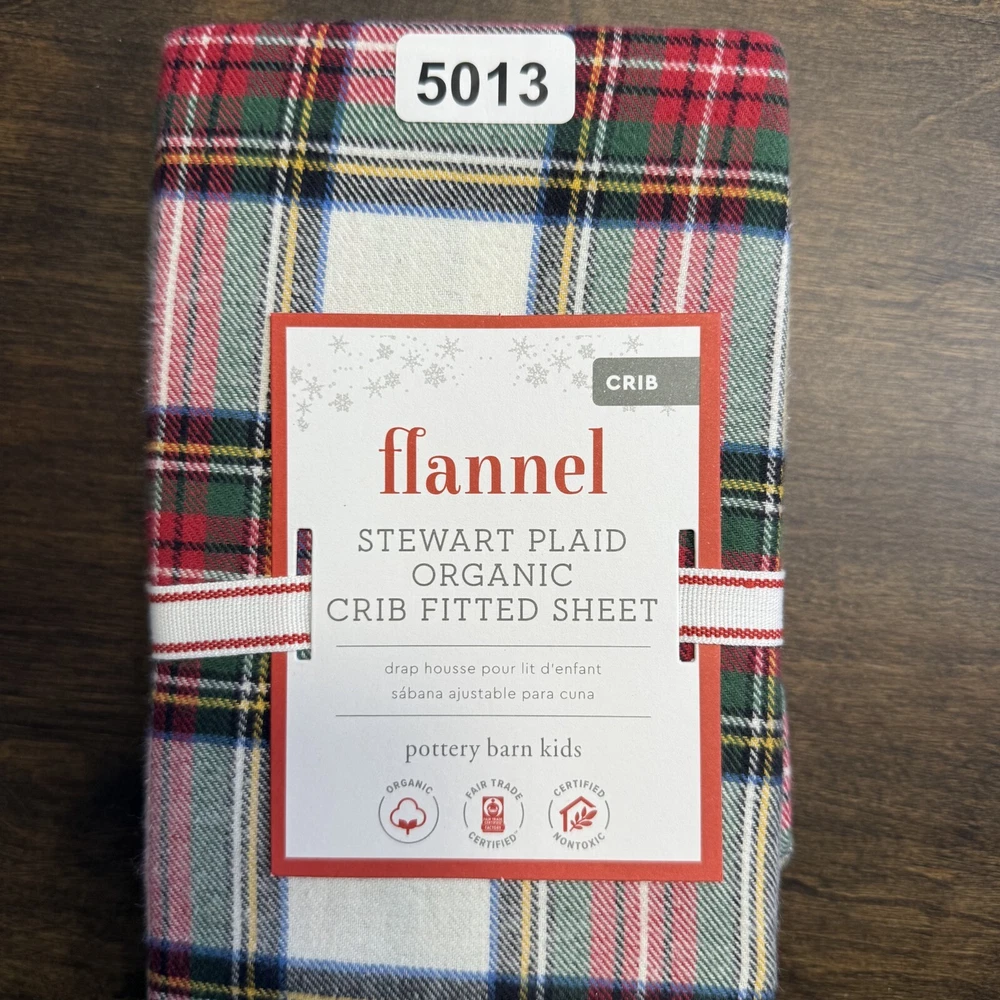 5013
CRIB
flannel
STEWART PLAID
ORGANIC
CRIB FITTED SHEET
drap housse pour lit d'enfant
sábana ajustable para cuna
pottery barn kids
ORGANIC
FAIR TRADE
CERTIFIED™
CERTIFIED
NONTOXIC